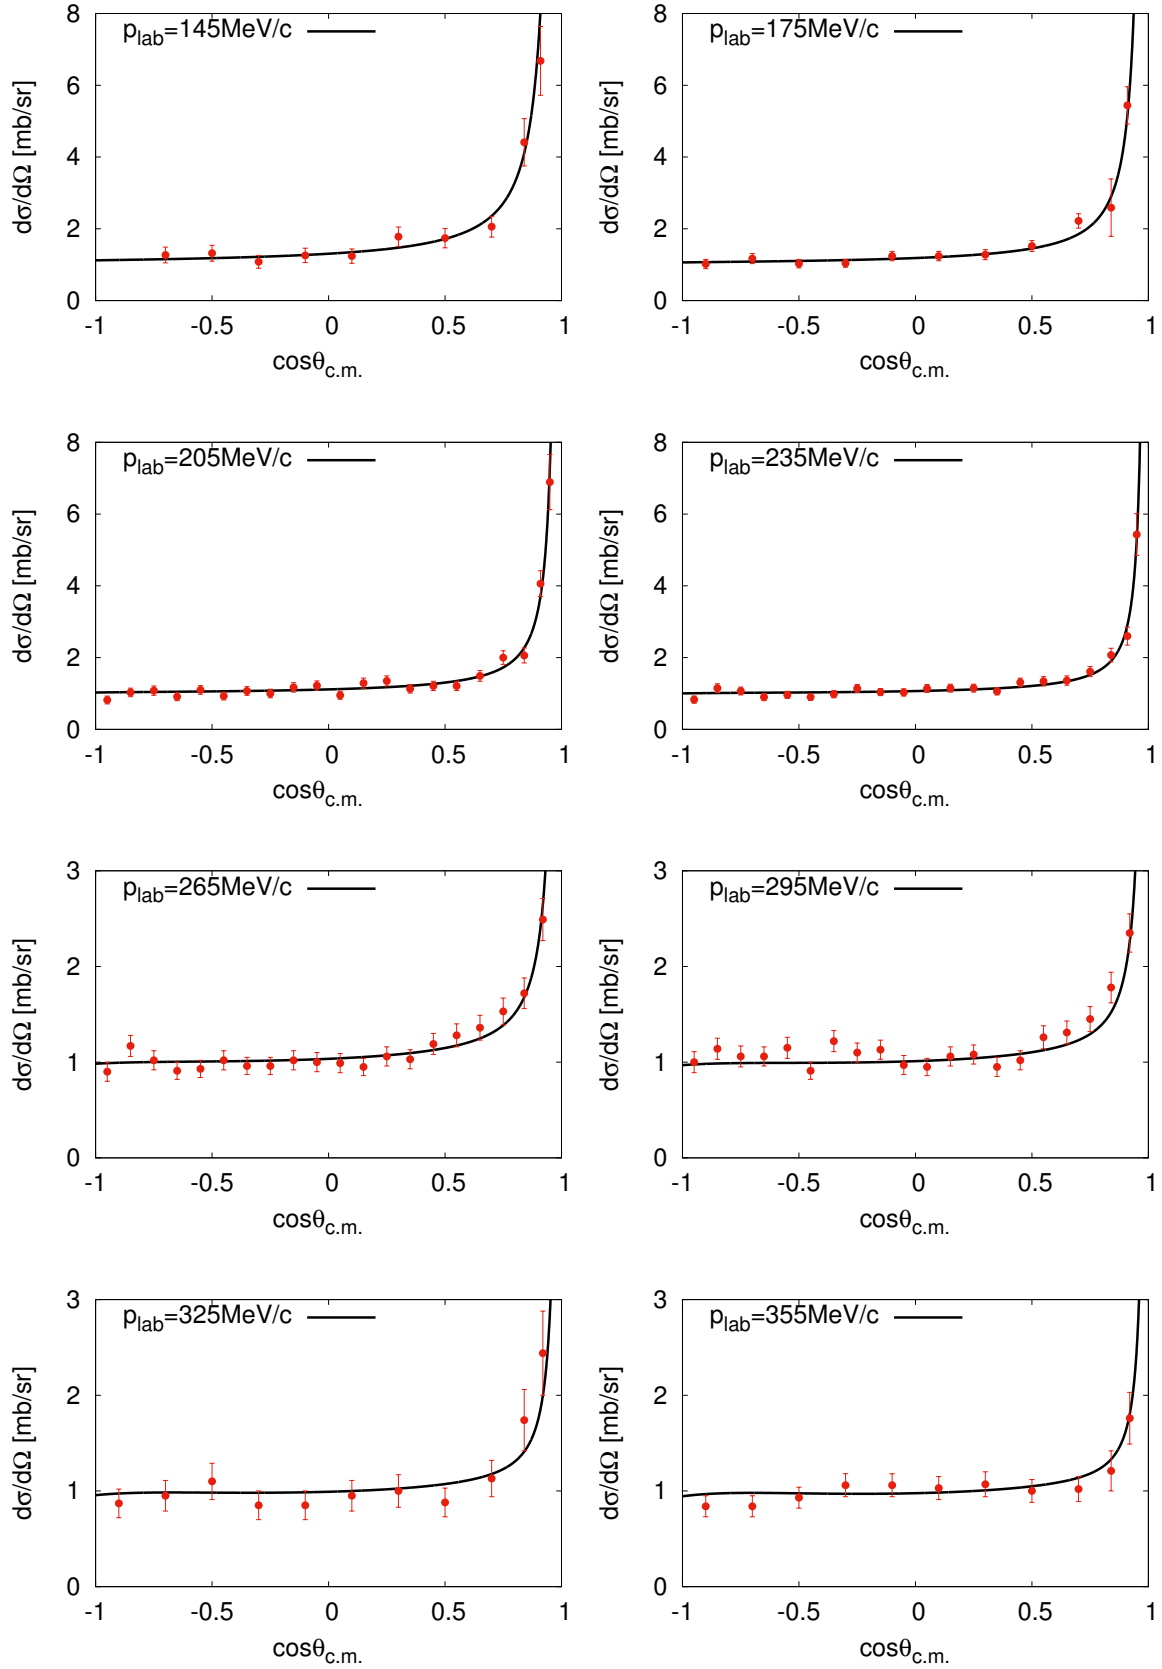 p_lab=145MeV/c
dσ/dΩ [mb/sr]
8
6
4
2
0
-1 -0.5 0 0.5 1
cosθ_c.m.
p_lab=175MeV/c
dσ/dΩ [mb/sr]
8
6
4
2
0
-1 -0.5 0 0.5 1
cosθ_c.m.
p_lab=205MeV/c
dσ/dΩ [mb/sr]
8
6
4
2
0
-1 -0.5 0 0.5 1
cosθ_c.m.
p_lab=235MeV/c
dσ/dΩ [mb/sr]
8
6
4
2
0
-1 -0.5 0 0.5 1
cosθ_c.m.
p_lab=265MeV/c
dσ/dΩ [mb/sr]
3
2
1
0
-1 -0.5 0 0.5 1
cosθ_c.m.
p_lab=295MeV/c
dσ/dΩ [mb/sr]
3
2
1
0
-1 -0.5 0 0.5 1
cosθ_c.m.
p_lab=325MeV/c
dσ/dΩ [mb/sr]
3
2
1
0
-1 -0.5 0 0.5 1
cosθ_c.m.
p_lab=355MeV/c
dσ/dΩ [mb/sr]
3
2
1
0
-1 -0.5 0 0.5 1
cosθ_c.m.